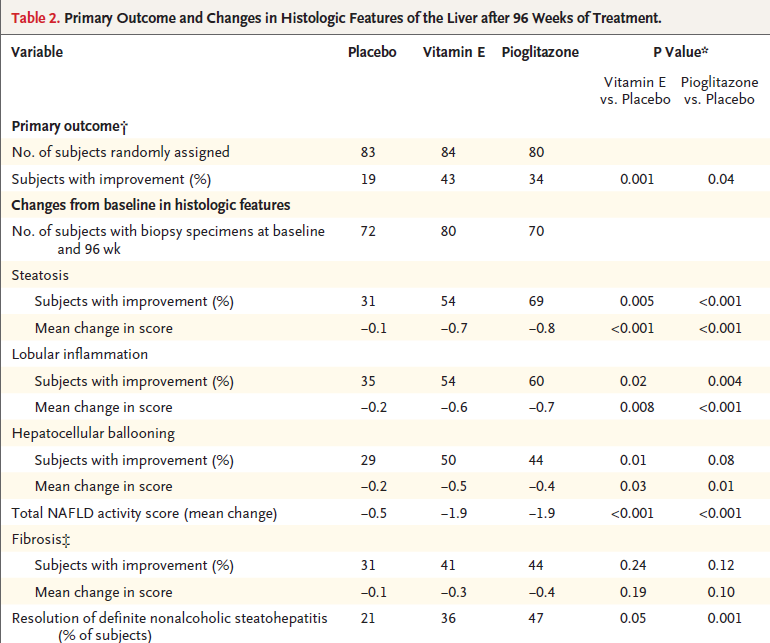 Table 2. Primary Outcome and Changes in Histologic Features of the Liver after 96 Weeks of Treatment.
Variable Placebo Vitamin E Pioglitazone P Value*
Vitamin E vs. Placebo Pioglitazone vs. Placebo
Primary outcome†
No. of subjects randomly assigned 83 84 80
Subjects with improvement (%) 19 43 34 0.001 0.04
Changes from baseline in histologic features
No. of subjects with biopsy specimens at baseline 72 80 70
and 96 wk
Steatosis
Subjects with improvement (%) 31 54 69 0.005 <0.001
Mean change in score −0.1 −0.7 −0.8 <0.001 <0.001
Lobular inflammation
Subjects with improvement (%) 35 54 60 0.02 0.004
Mean change in score −0.2 −0.6 −0.7 0.008 <0.001
Hepatocellular ballooning
Subjects with improvement (%) 29 50 44 0.01 0.08
Mean change in score −0.2 −0.5 −0.4 0.03 0.01
Total NAFLD activity score (mean change) −0.5 −1.9 −1.9 <0.001 <0.001
Fibrosis‡
Subjects with improvement (%) 31 41 44 0.24 0.12
Mean change in score −0.1 −0.3 −0.4 0.19 0.10
Resolution of definite nonalcoholic steatohepatitis 21 36 47 0.05 0.001
(% of subjects)